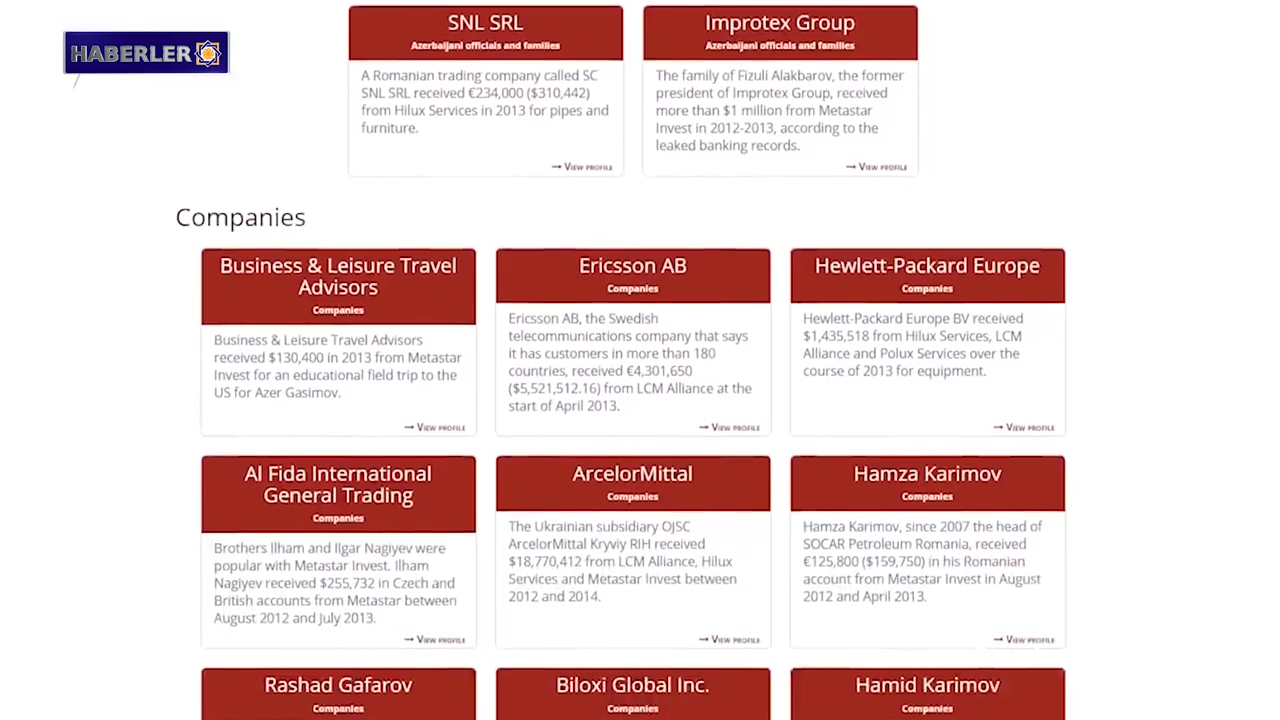 HABERLER
SNL SRL
Azerbaijani officials and families
A Romanian trading company called SC
SNL SRL received €234,000 ($310,442)
from Hilux Services in 2013 for pipes and
furniture.
→ View profile
Improtex Group
Azerbaijani officials and families
The family of Fizuli Alakbarov, the former
president of Improtex Group, received
more than $1 million from Metastar
Invest in 2012-2013, according to the
leaked banking records.
→ View profile
Companies
Business & Leisure Travel
Advisors
Companies
Business & Leisure Travel Advisors
received $130,400 in 2013 from Metastar
Invest for an educational field trip to the
US for Azer Gasimov.
→ View profile
Ericsson AB
Companies
Ericsson AB, the Swedish
telecommunications company that says
it has customers in more than 180
countries, received €4,301,650
($5,521,512.16) from LCM Alliance at the
start of April 2013.
→ View profile
Hewlett-Packard Europe
Companies
Hewlett-Packard Europe BV received
$1,435,518 from Hilux Services, LCM
Alliance and Polux Services over the
course of 2013 for equipment.
→ View profile
Al Fida International
General Trading
Companies
Brothers Ilham and Ilgar Nagiyev were
popular with Metastar Invest. Ilham
Nagiyev received $255,732 in Czech and
British accounts from Metastar between
August 2012 and July 2013.
→ View profile
ArcelorMittal
Companies
The Ukrainian subsidiary OJSC
ArcelorMittal Kryviy RIH received
$18,770,412 from LCM Alliance, Hilux
Services and Metastar Invest between
2012 and 2014.
→ View profile
Hamza Karimov
Companies
Hamza Karimov, since 2007 the head of
SOCAR Petroleum Romania, received
€125,800 ($159,750) in his Romanian
account from Metastar Invest in August
2012 and April 2013.
→ View profile
Rashad Gafarov
Companies
Biloxi Global Inc.
Companies
Hamid Karimov
Companies